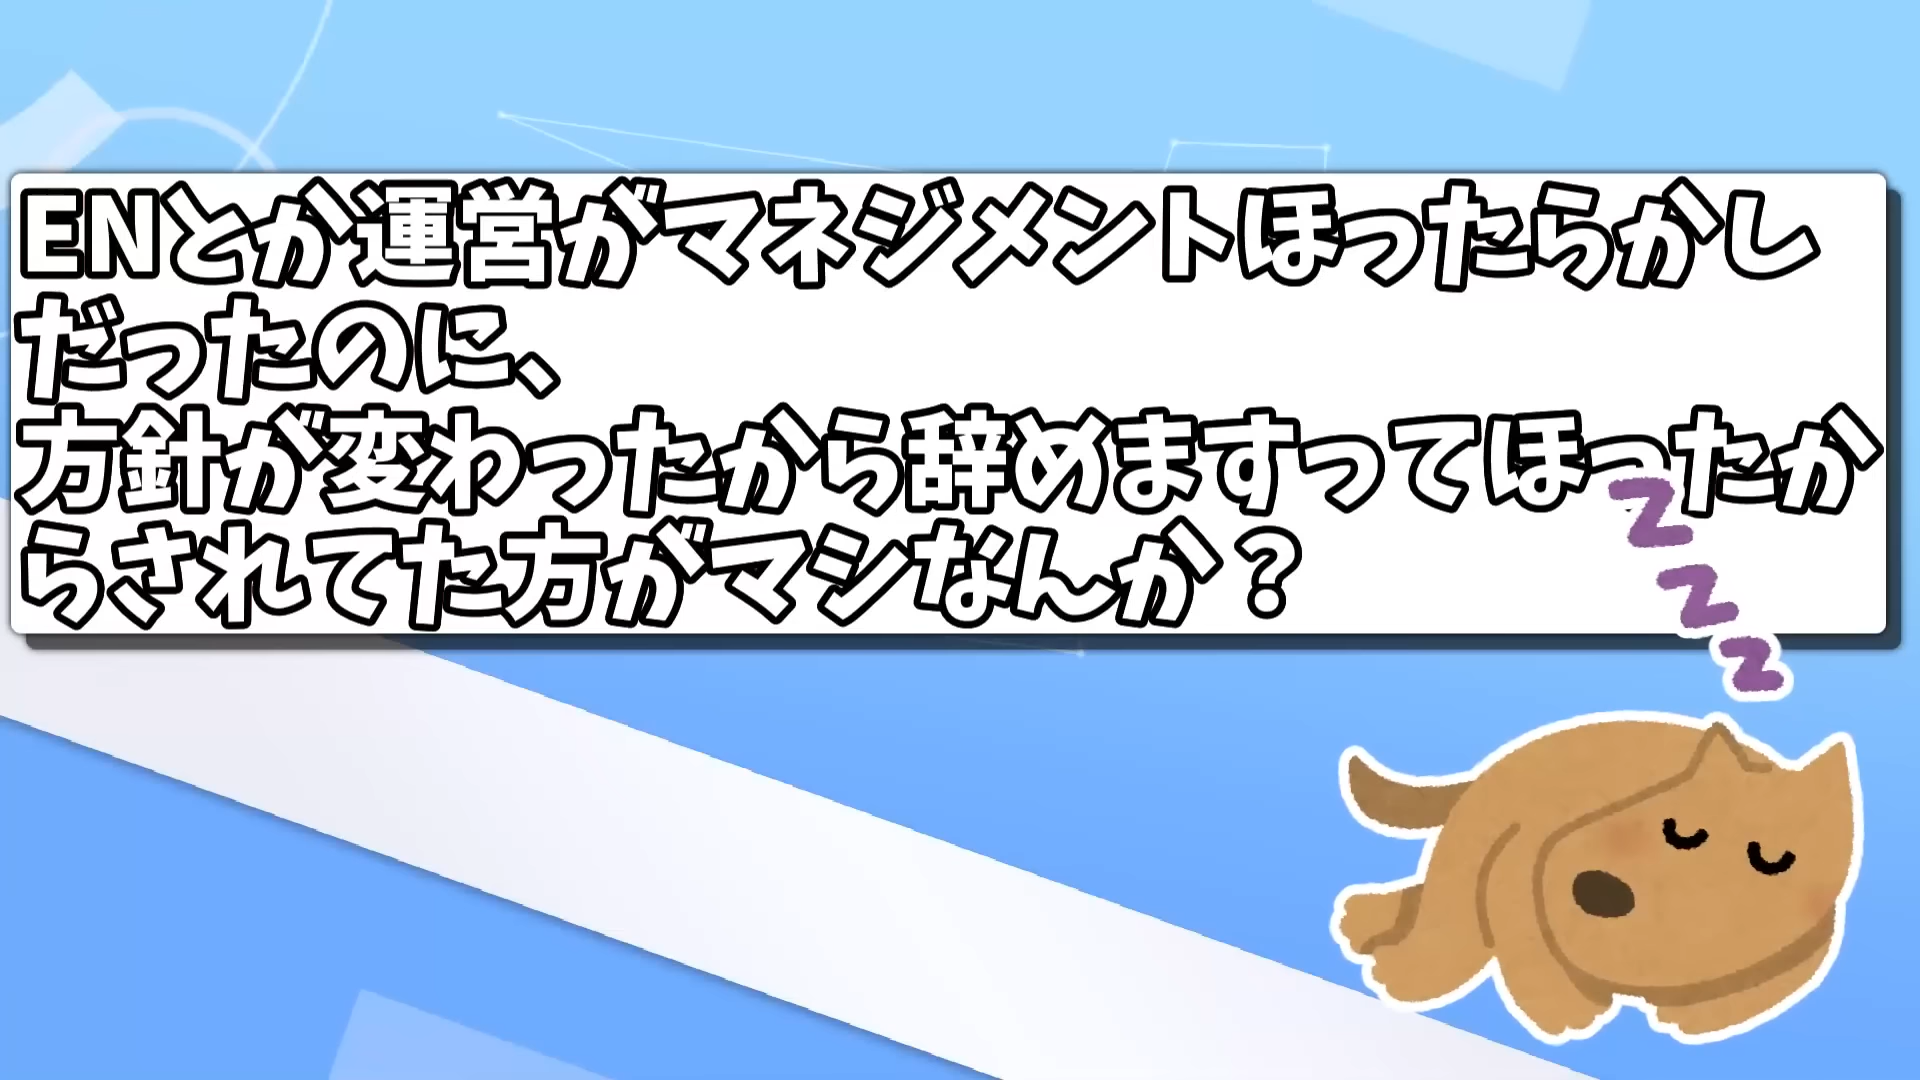 ENとか運営がマネジメントほったらかし
だったのに、
方針が変わったから辞めますってほったか
らされてた方がマシなんか？
z
z
z